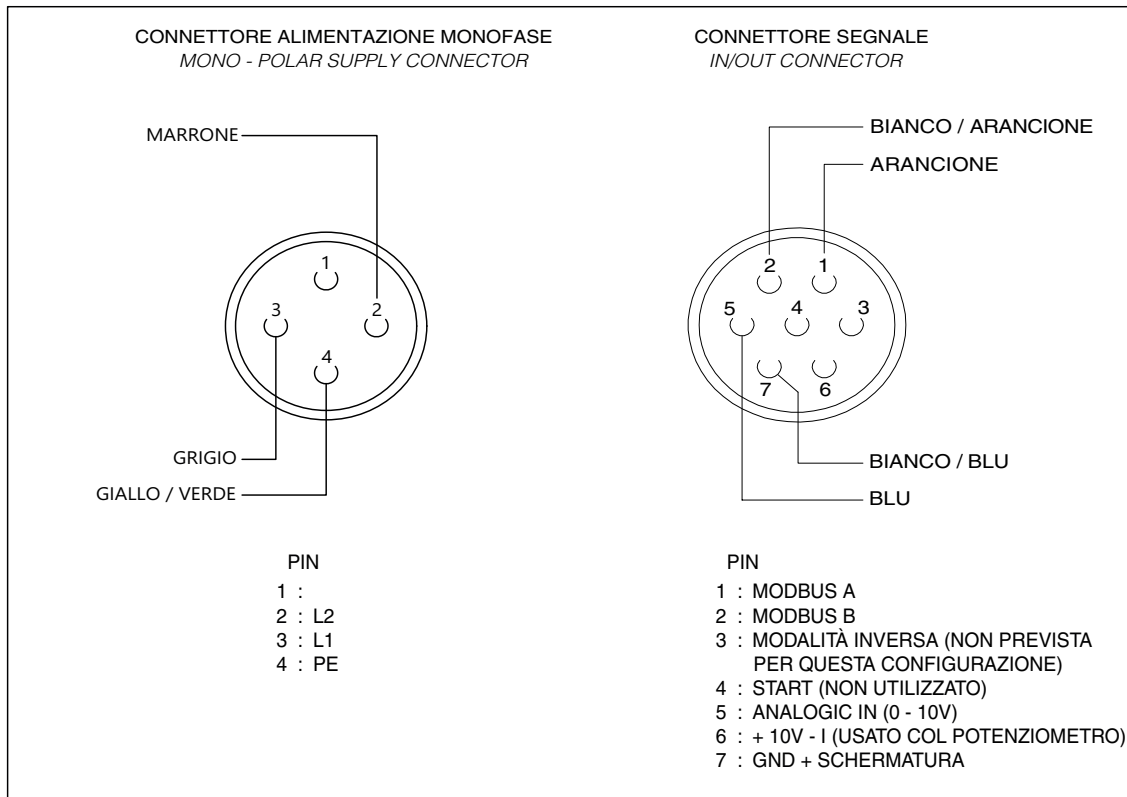 CONNETTORE ALIMENTAZIONE MONOFASE
MONO - POLAR SUPPLY CONNECTOR
MARRONE
1
3
2
4
GRIGIO
GIALLO / VERDE
PIN
1 :
2 : L2
3 : L1
4 : PE
CONNETTORE SEGNALE
IN/OUT CONNECTOR
BIANCO / ARANCIONE
ARANCIONE
2
1
5
4
3
7
6
BIANCO / BLU
BLU
PIN
1 : MODBUS A
2 : MODBUS B
3 : MODALITÀ INVERSA (NON PREVISTA
PER QUESTA CONFIGURAZIONE)
4 : START (NON UTILIZZATO)
5 : ANALOGIC IN (0 - 10V)
6 : + 10V - I (USATO COL POTENZIOMETRO)
7 : GND + SCHERMATURA